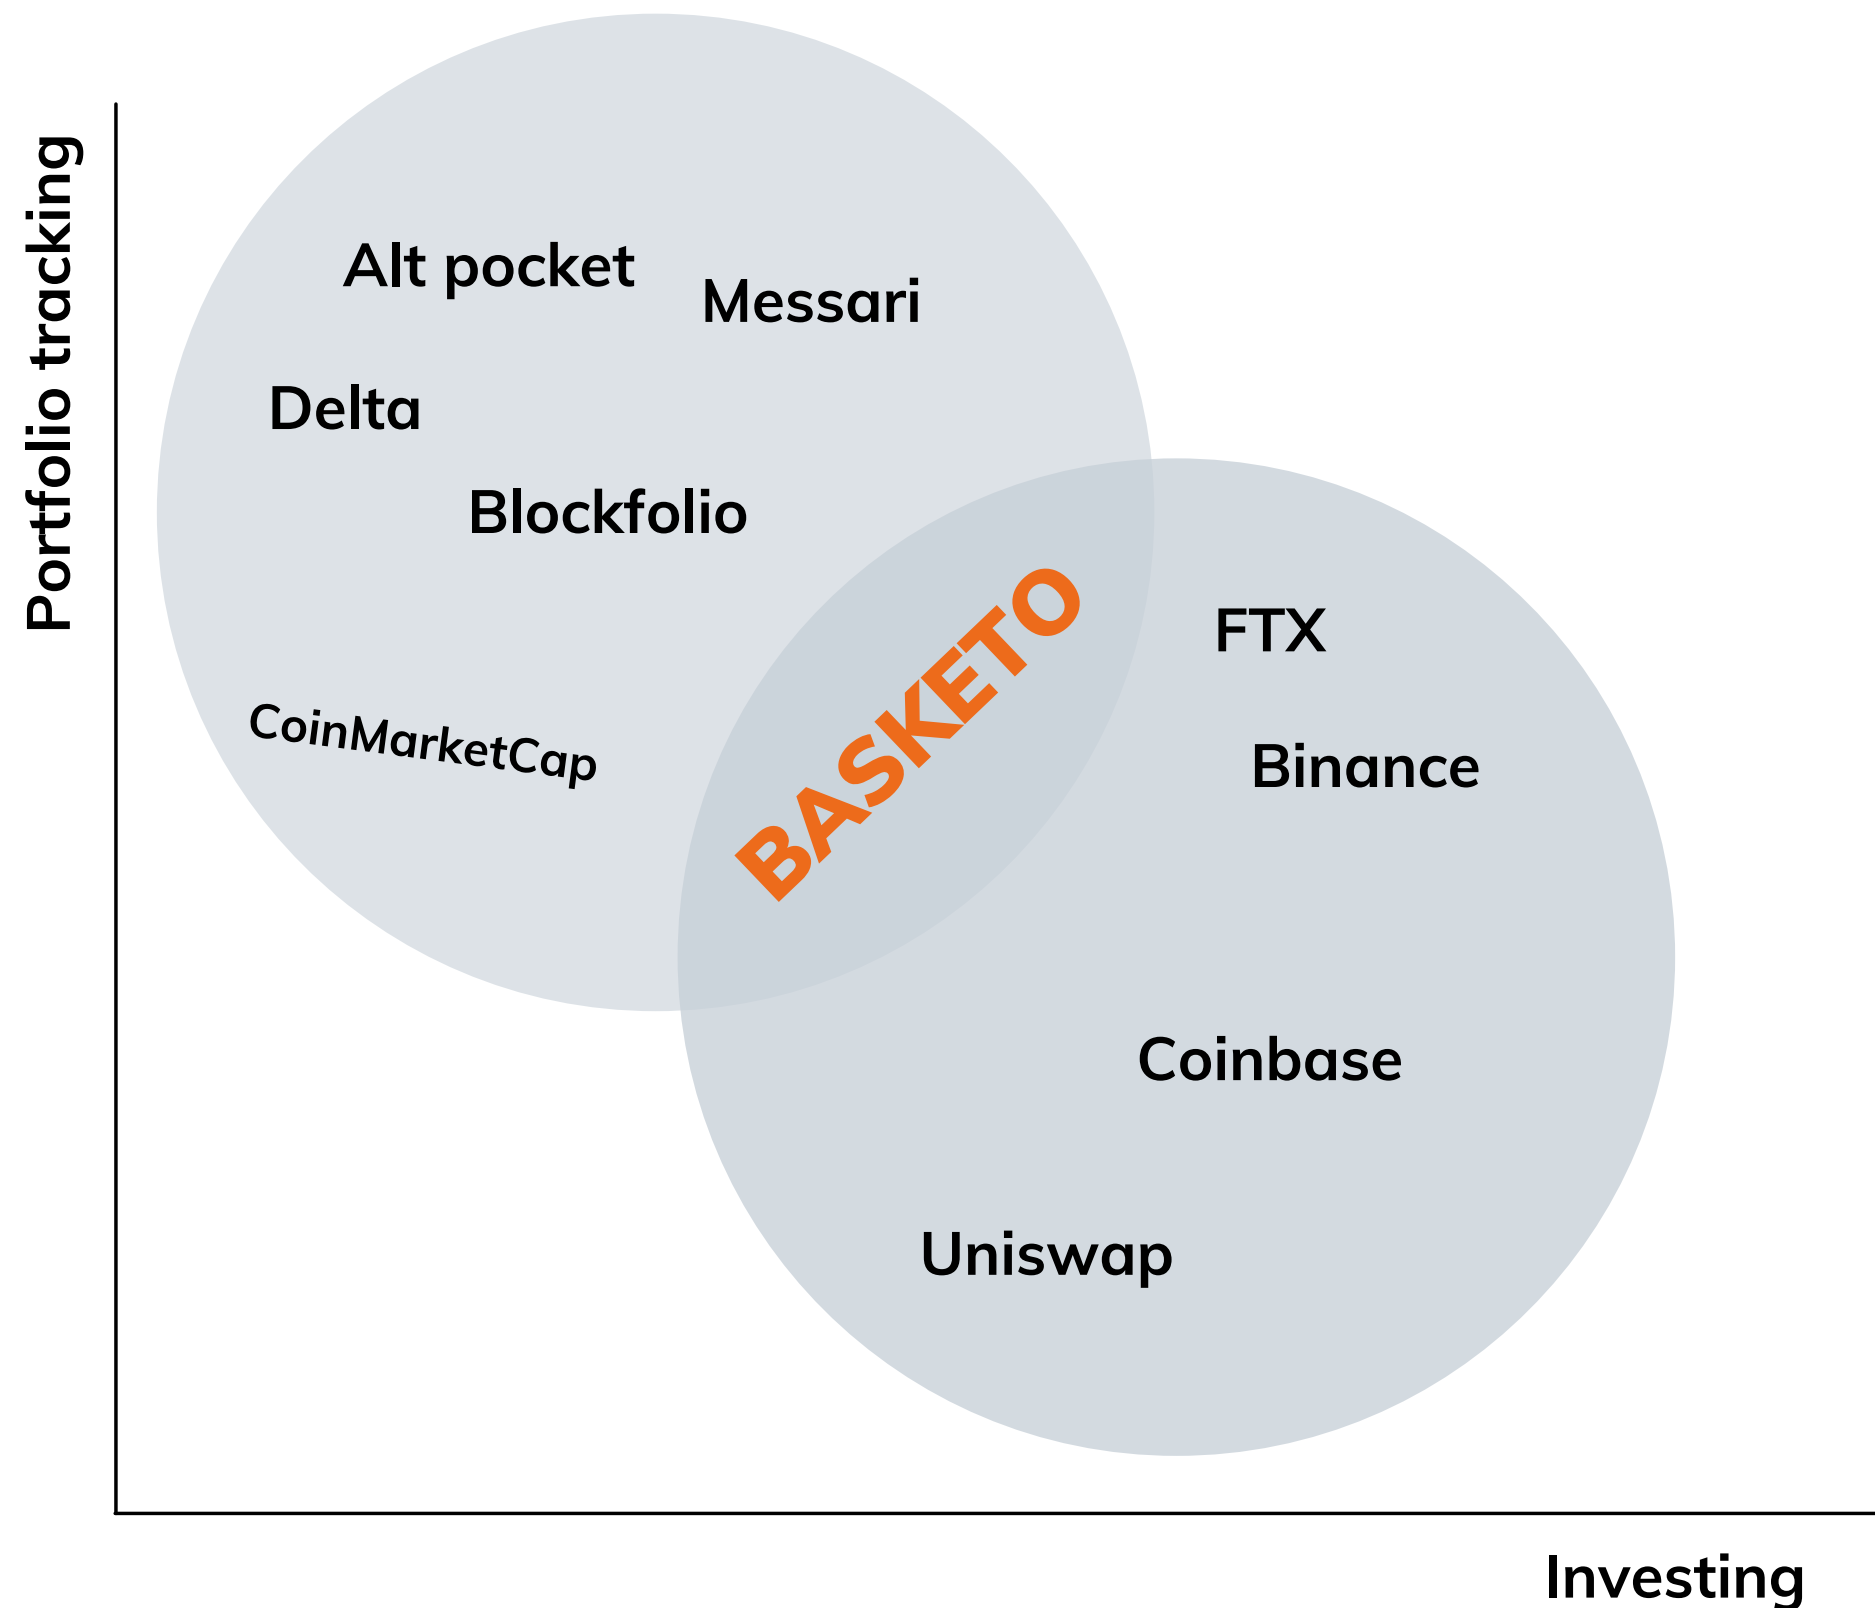 Portfolio tracking
Alt pocket
Messari
Delta
Blockfolio
CoinMarketCap
BASKETO
FTX
Binance
Coinbase
Uniswap
Investing